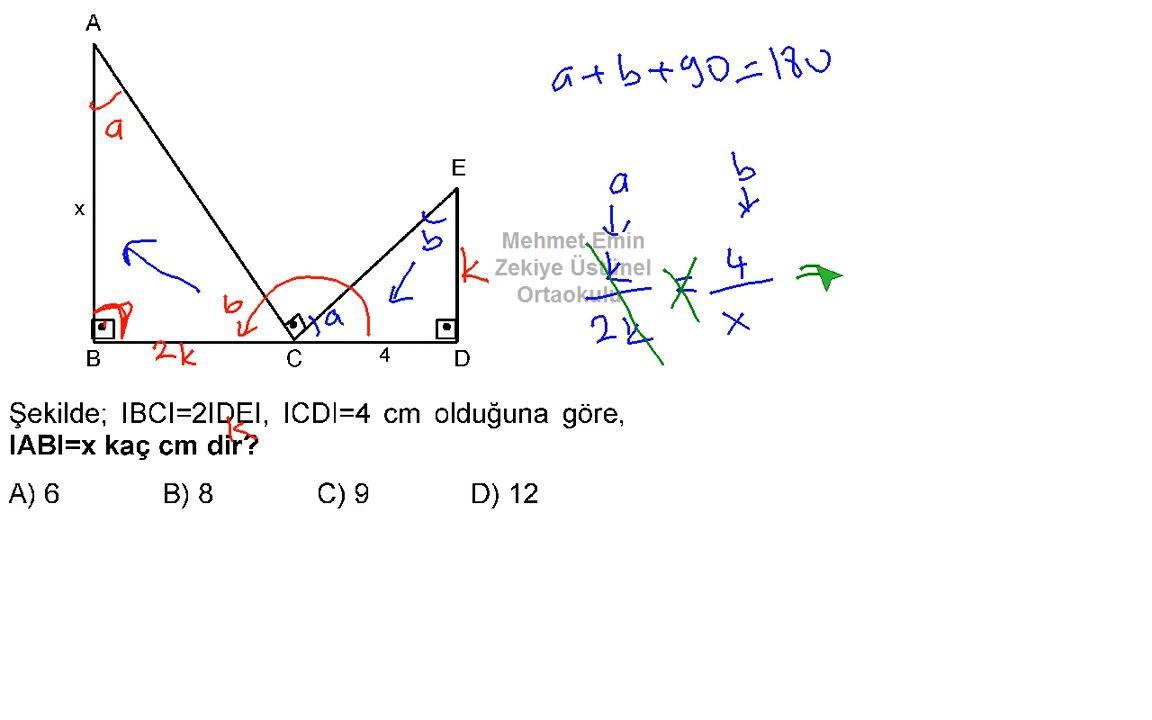 A
a + b + 90 = 180
a
E
b
a
x
b
Mehmet Emin
Zekiye Üstünel
Ortaokulu
k
k
4
b
a
2k
=
x
B
2k
C
4
D
Şekilde; IBCI=2IDEI, ICDI=4 cm olduğuna göre,
k
IABI=x kaç cm dir?
A) 6 B) 8 C) 9 D) 12